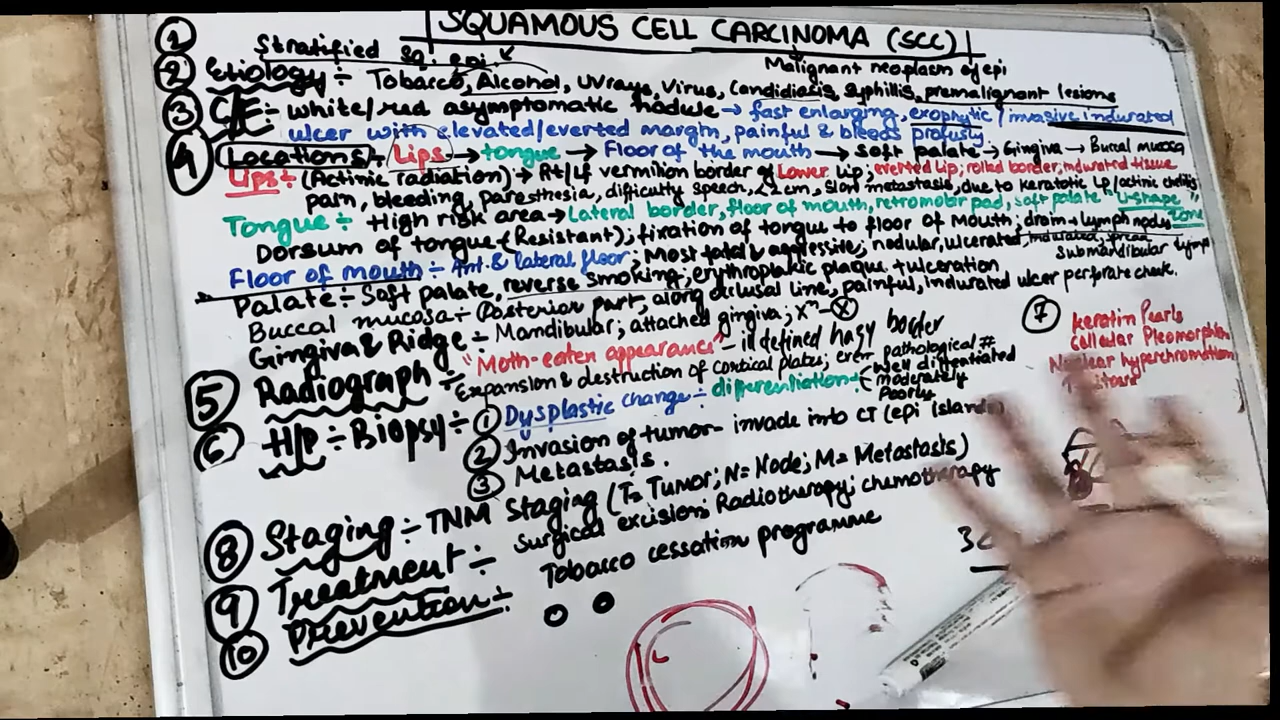 SQUAMOUS CELL CARCINOMA (SCC)
① Stratified sq. epi. Malignant neoplasm of epi
② Etiology ÷ Tobacco, Alcohol, UV rays, Virus, Candidiasis, Syphillis, premalignant lesions
③ C/F ÷ white/red asymptomatic nodule → fast enlarging, exophytic / invasive indurated
ulcer with elevated/everted margin, painful & bleeds profusly
④ Locations ÷ Lips → tongue → Floor of the mouth → Soft palate → Gingiva → Buccal mucosa
Lips ÷ (Actinic radiation) → Rt/Lf vermilion border of Lower lip; everted lip; rolled border, indurated tissue
pain, bleeding, paresthesia, difficulty speech, <2cm, slow metastasis, due to keratotic Lp/actinic cheilitis
Tongue ÷ High risk area → Lateral border, floor of mouth, retromolar pad, soft palate "U-shape" zone
Dorsum of tongue - (Resistant); fixation of tongue to floor of mouth; drain → lymph nodes
Floor of mouth ÷ Ant. & lateral floor; Most fatal & aggressive; nodular, ulcerated, indurated, spread submandibular lymp
Palate ÷ Soft palate, reverse smoking, erythroplakic plaque + ulceration
Buccal mucosa ÷ Posterior part, along occlusal line, painful, indurated ulcer perforate cheek.
Gingiva & Ridge ÷ Mandibular; attached gingiva; xⁿ - ⓧ
⑤ Radiograph ÷ "Moth-eaten appearance" - ill defined hazy border
Expansion & destruction of cortical plates; even pathological #
⑥ H/P ÷ Biopsy ÷ ① Dysplastic change ÷ differentiation ÷ well differentiated
moderately
Poorly
② Invasion of tumor - invade into CT (epi islands)
③ Metastasis.
⑦ Keratin Pearls
cellular Pleomorphism
Nuclear hyperchromatism
⑧ Staging ÷ TNM Staging (T= Tumor; N= Node; M= Metastasis)
⑨ Treatment ÷ Surgical excision; Radiotherapy; chemotherapy
⑩ Prevention ÷ Tobacco cessation programme